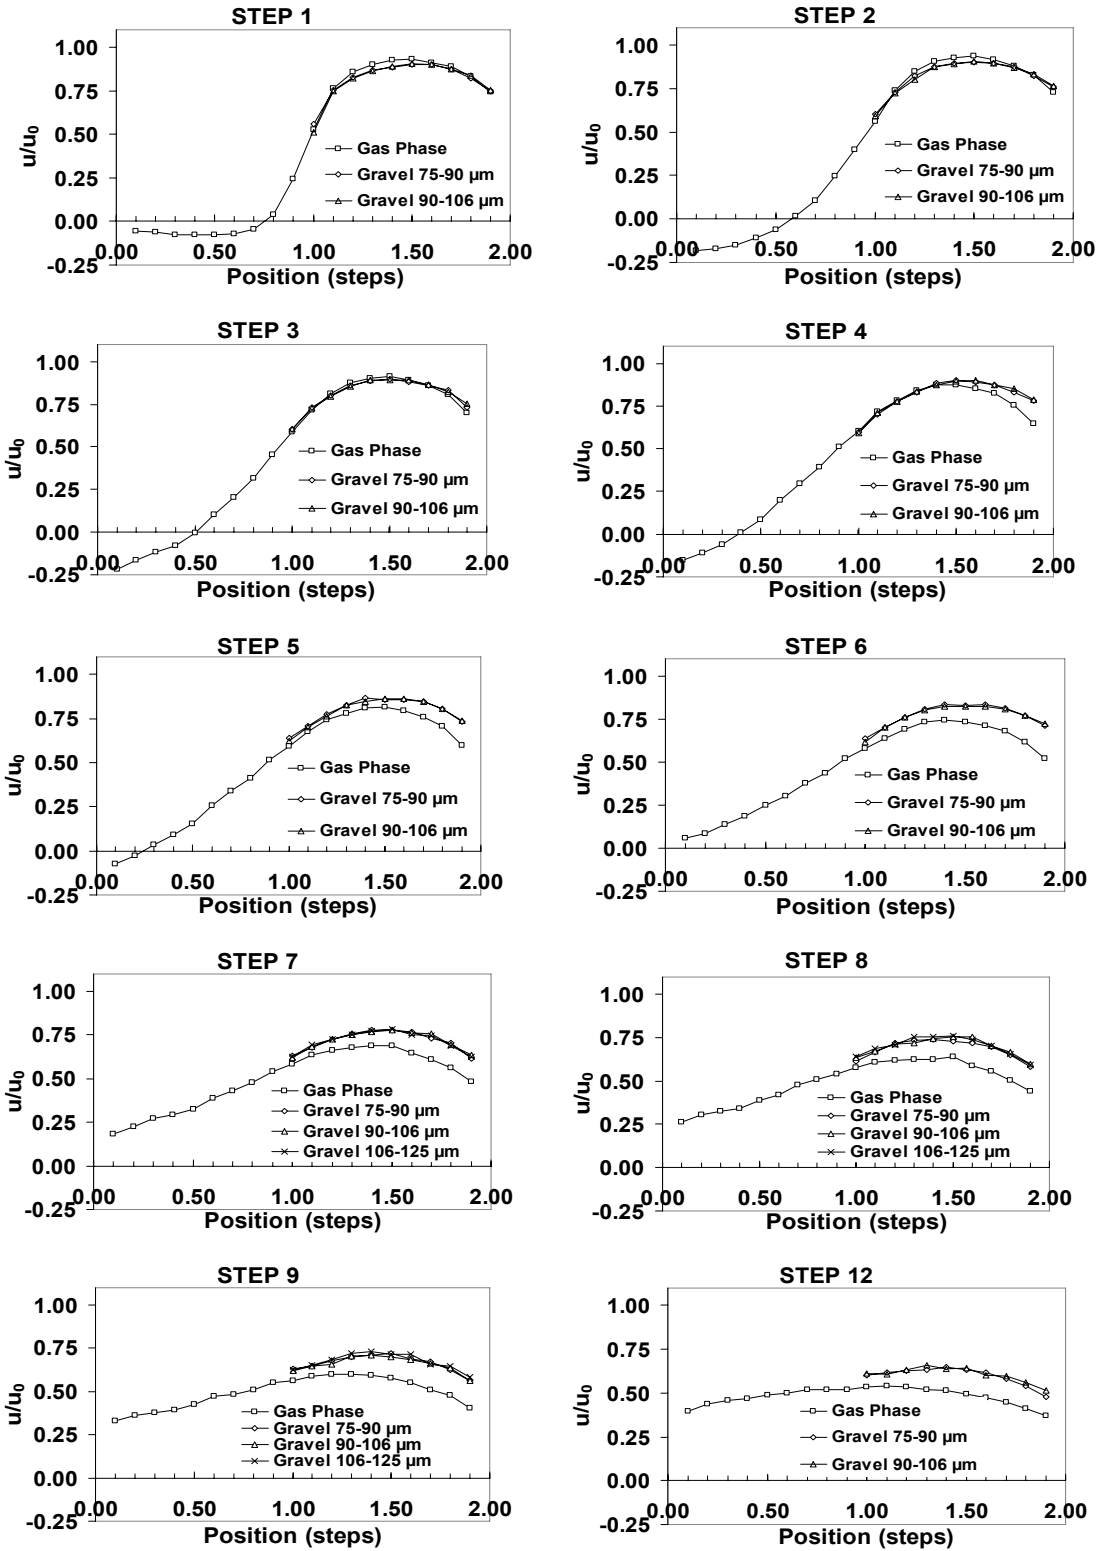 STEP 1
1.00
0.75
0.50
0.25
0.00
-0.25
u/u0
Gas Phase
Gravel 75-90 µm
Gravel 90-106 µm
0.00 0.50 1.00 1.50 2.00
Position (steps)
STEP 2
1.00
0.75
0.50
0.25
0.00
-0.25
u/u0
Gas Phase
Gravel 75-90 µm
Gravel 90-106 µm
0.00 0.50 1.00 1.50 2.00
Position (steps)
STEP 3
1.00
0.75
0.50
0.25
0.00
-0.25
u/u0
Gas Phase
Gravel 75-90 µm
Gravel 90-106 µm
0.00 0.50 1.00 1.50 2.00
Position (steps)
STEP 4
1.00
0.75
0.50
0.25
0.00
-0.25
u/u0
Gas Phase
Gravel 75-90 µm
Gravel 90-106 µm
0.00 0.50 1.00 1.50 2.00
Position (steps)
STEP 5
1.00
0.75
0.50
0.25
0.00
-0.25
u/u0
Gas Phase
Gravel 75-90 µm
Gravel 90-106 µm
0.00 0.50 1.00 1.50 2.00
Position (steps)
STEP 6
1.00
0.75
0.50
0.25
0.00
-0.25
u/u0
Gas Phase
Gravel 75-90 µm
Gravel 90-106 µm
0.00 0.50 1.00 1.50 2.00
Position (steps)
STEP 7
1.00
0.75
0.50
0.25
0.00
-0.25
u/u0
Gas Phase
Gravel 75-90 µm
Gravel 90-106 µm
Gravel 106-125 µm
0.00 0.50 1.00 1.50 2.00
Position (steps)
STEP 8
1.00
0.75
0.50
0.25
0.00
-0.25
u/u0
Gas Phase
Gravel 75-90 µm
Gravel 90-106 µm
Gravel 106-125 µm
0.00 0.50 1.00 1.50 2.00
Position (steps)
STEP 9
1.00
0.75
0.50
0.25
0.00
-0.25
u/u0
Gas Phase
Gravel 75-90 µm
Gravel 90-106 µm
Gravel 106-125 µm
0.00 0.50 1.00 1.50 2.00
Position (steps)
STEP 12
1.00
0.75
0.50
0.25
0.00
-0.25
u/u0
Gas Phase
Gravel 75-90 µm
Gravel 90-106 µm
0.00 0.50 1.00 1.50 2.00
Position (steps)